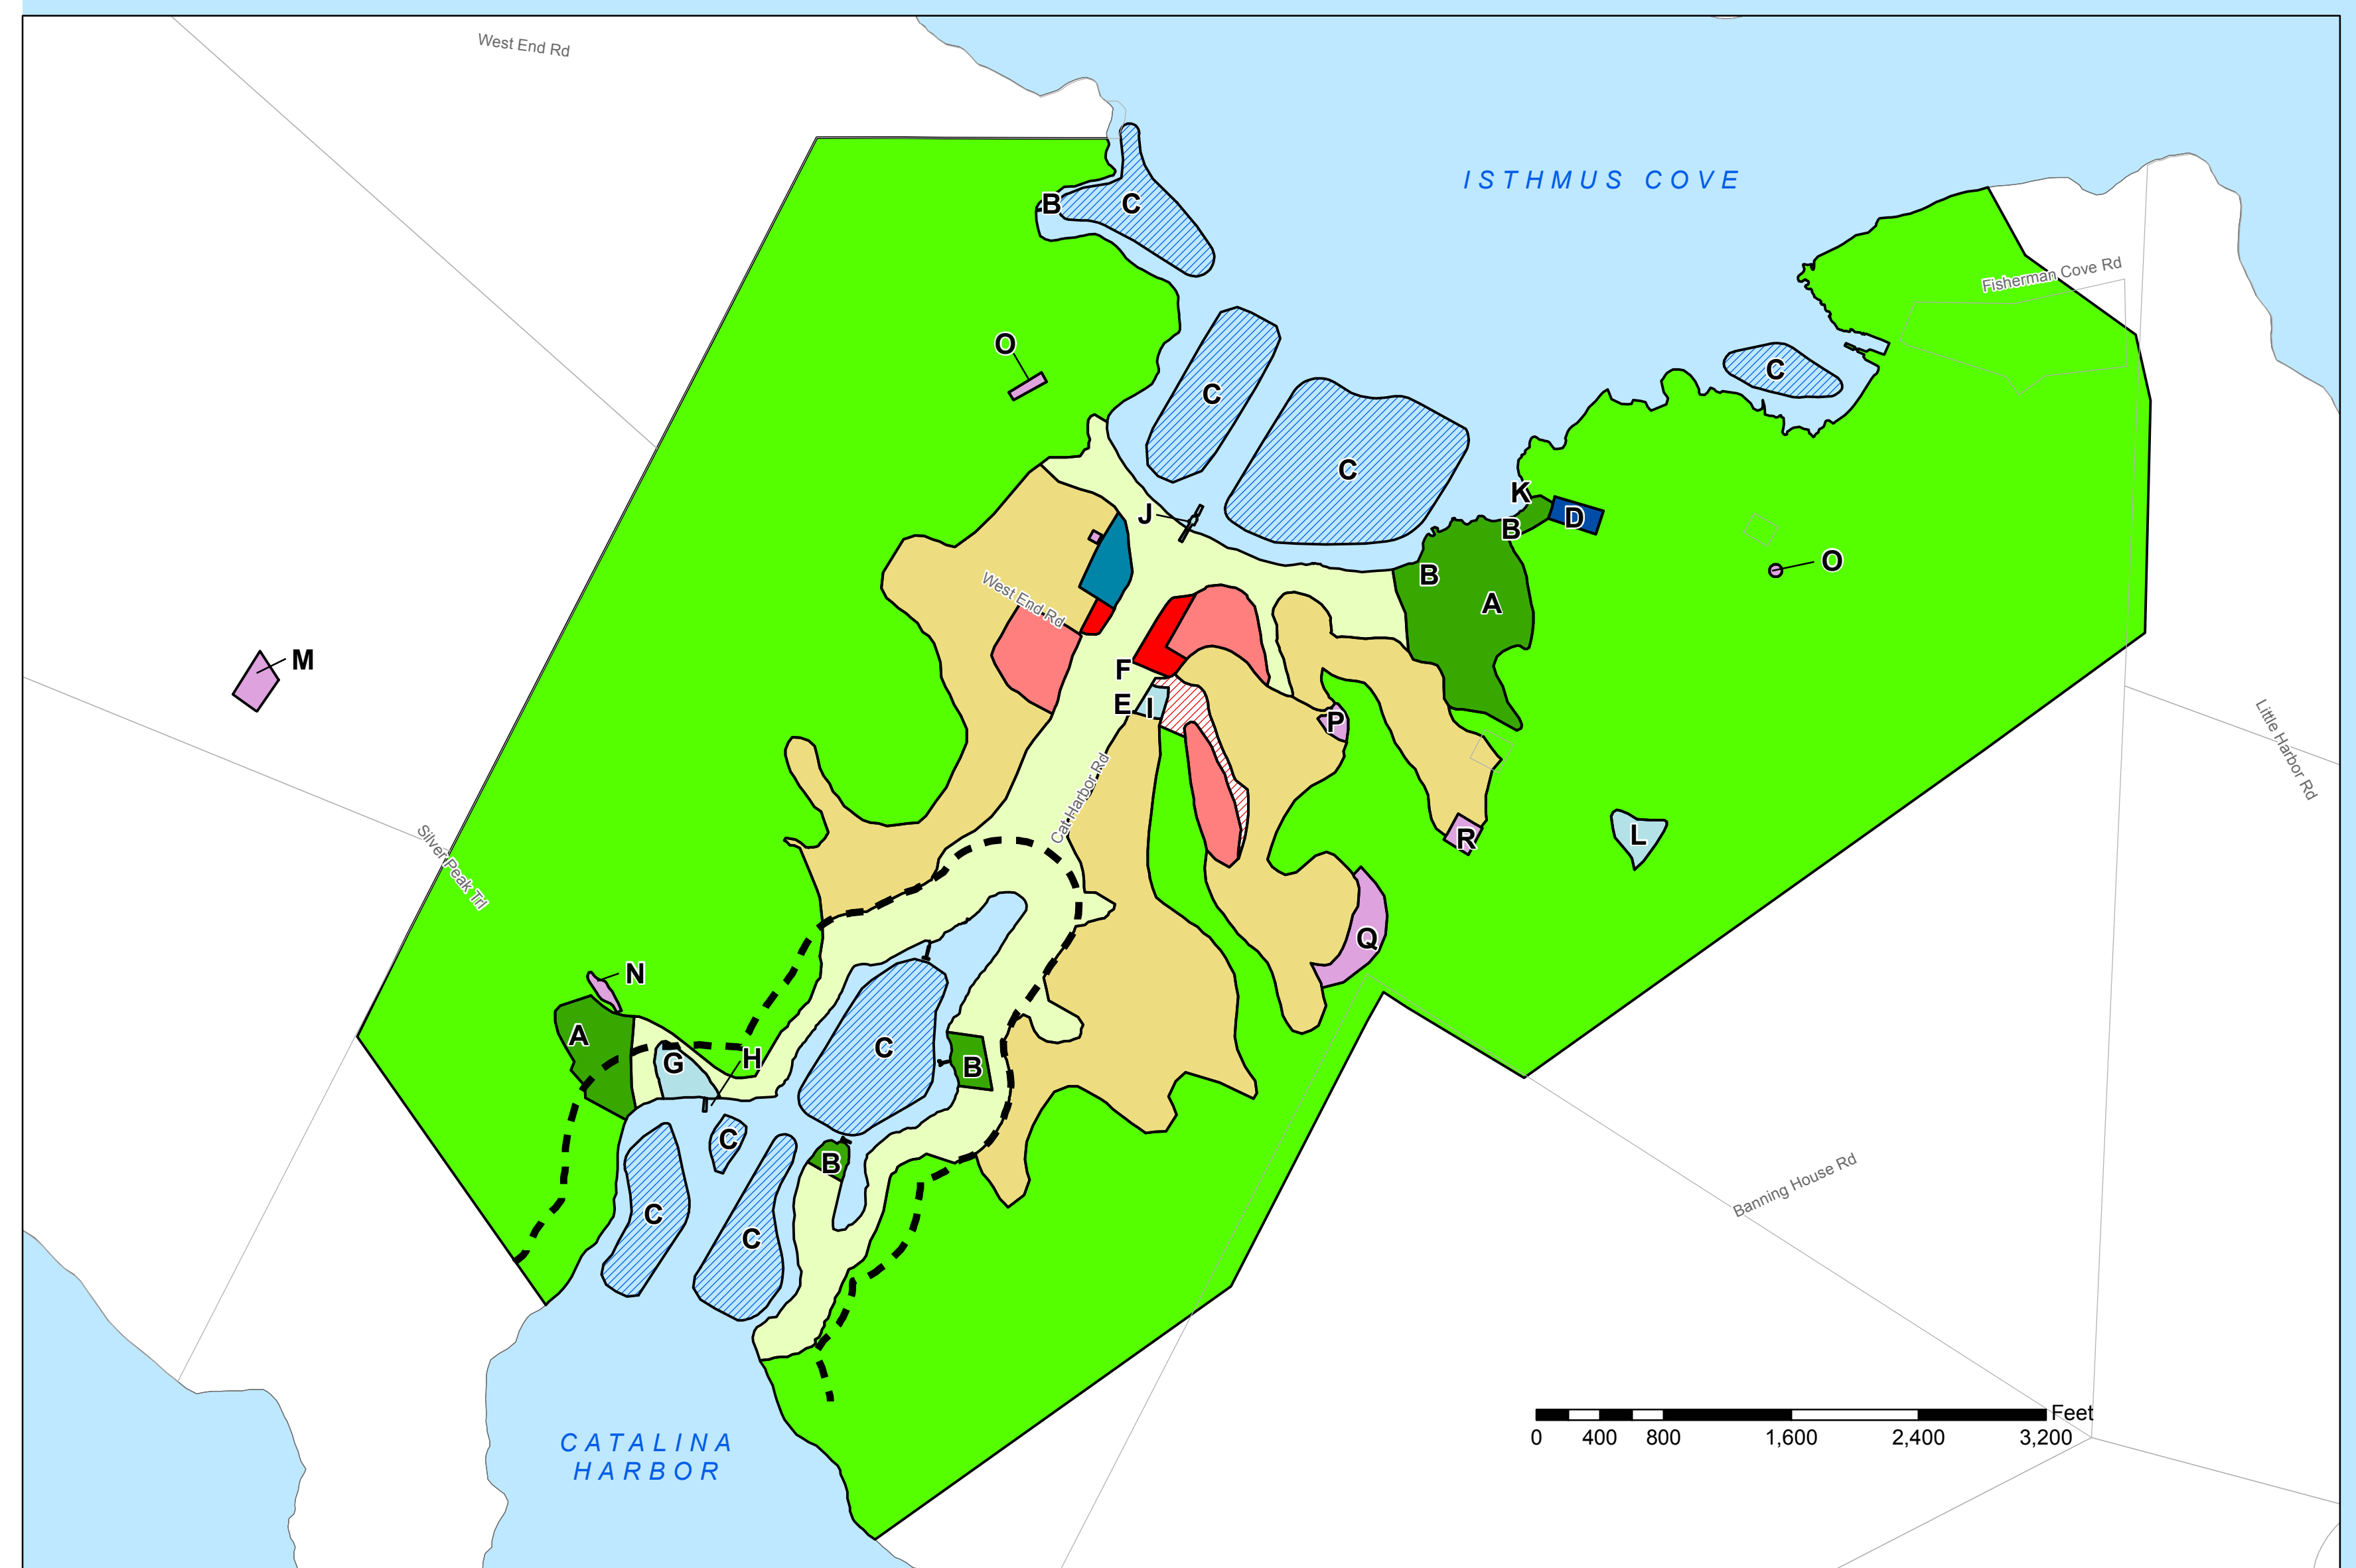 West End Rd
ISTHMUS COVE
B
C
Fisherman Cove Rd
O
C
C
C
K
J
D
B
O
B
A
West End Rd
M
F
E
I
P
Little Harbor Rd
Cat Harbor Rd
R
L
Silver Peak Trl
Q
N
A
C
H
G
B
C
B
Banning House Rd
C
C
Feet
0 400 800 1,600 2,400 3,200
CATALINA
HARBOR